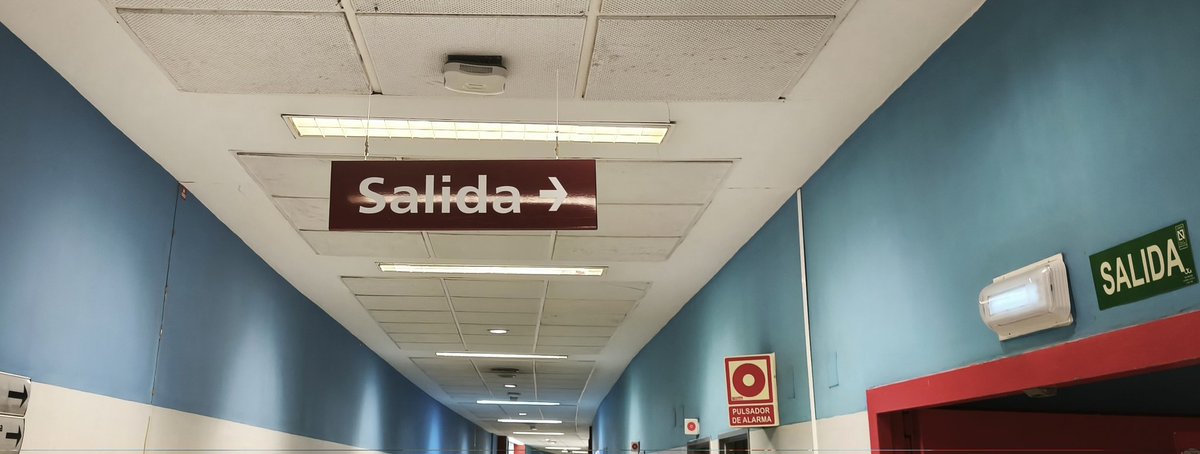 Salida
SALIDA
PULSADOR
DE ALARMA